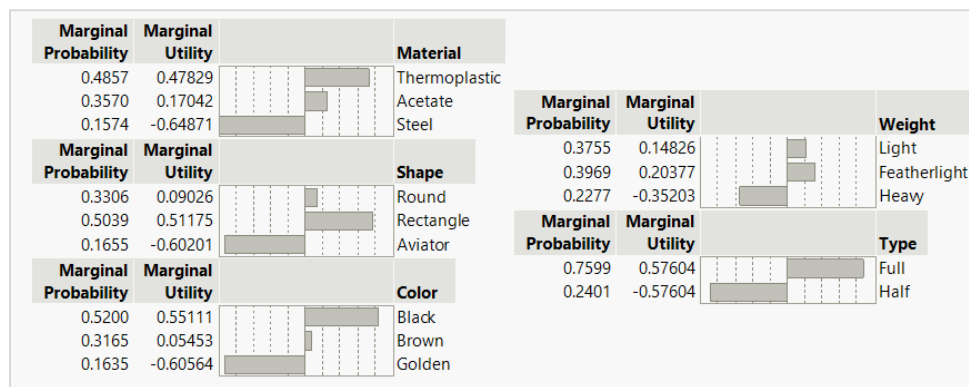 Marginal Marginal
Probability Utility Material
0.4857 0.47829 Thermoplastic
0.3570 0.17042 Acetate
0.1574 -0.64871 Steel
Marginal Marginal
Probability Utility Shape
0.3306 0.09026 Round
0.5039 0.51175 Rectangle
0.1655 -0.60201 Aviator
Marginal Marginal
Probability Utility Color
0.5200 0.55111 Black
0.3165 0.05453 Brown
0.1635 -0.60564 Golden
Marginal Marginal
Probability Utility Weight
0.3755 0.14826 Light
0.3969 0.20377 Featherlight
0.2277 -0.35203 Heavy
Marginal Marginal
Probability Utility Type
0.7599 0.57604 Full
0.2401 -0.57604 Half